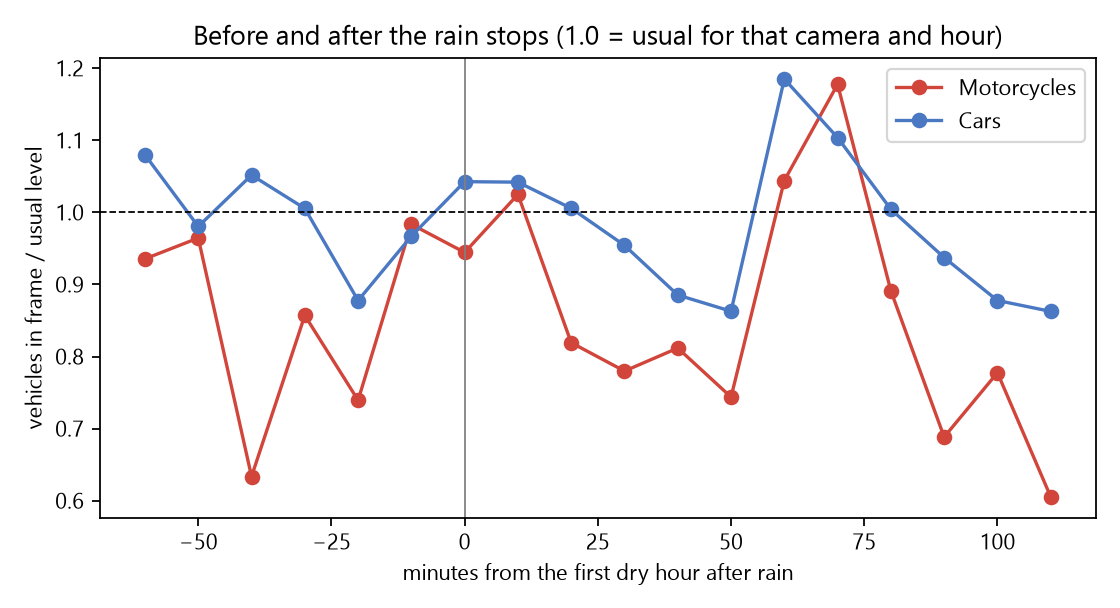 Before and after the rain stops (1.0 = usual for that camera and hour)
Motorcycles
Cars
vehicles in frame / usual level
1.2
1.1
1.0
0.9
0.8
0.7
0.6
−50
−25
0
25
50
75
100
minutes from the first dry hour after rain